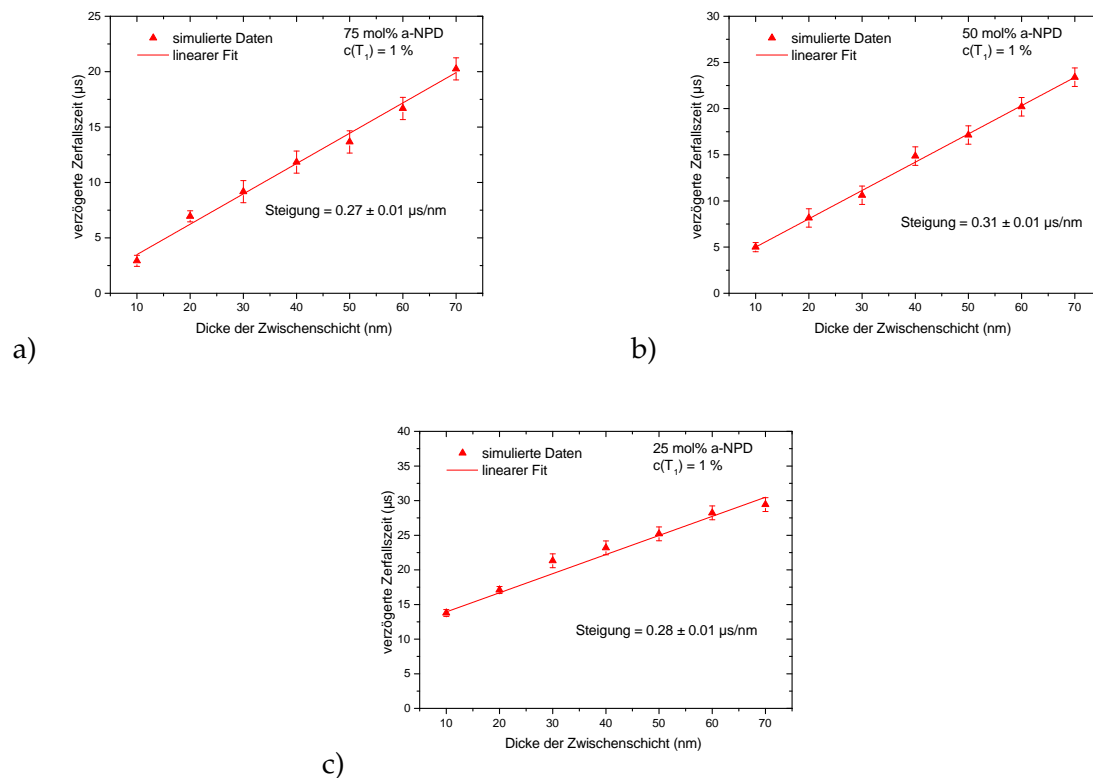 75 mol% a-NPD
simulierte Daten
c(T₁) = 1 %
linearer Fit
verzögerte Zerfallszeit (µs)
25
20
15
10
5
0
Steigung = 0.27 ± 0.01 µs/nm
10 20 30 40 50 60 70
Dicke der Zwischenschicht (nm)
a)
50 mol% a-NPD
simulierte Daten
c(T₁) = 1 %
linearer Fit
verzögerte Zerfallszeit (µs)
30
25
20
15
10
5
0
Steigung = 0.31 ± 0.01 µs/nm
10 20 30 40 50 60 70
Dicke der Zwischenschicht (nm)
b)
25 mol% a-NPD
simulierte Daten
c(T₁) = 1 %
linearer Fit
verzögerte Zerfallszeit (µs)
40
35
30
25
20
15
10
5
0
Steigung = 0.28 ± 0.01 µs/nm
10 20 30 40 50 60 70
Dicke der Zwischenschicht (nm)
c)